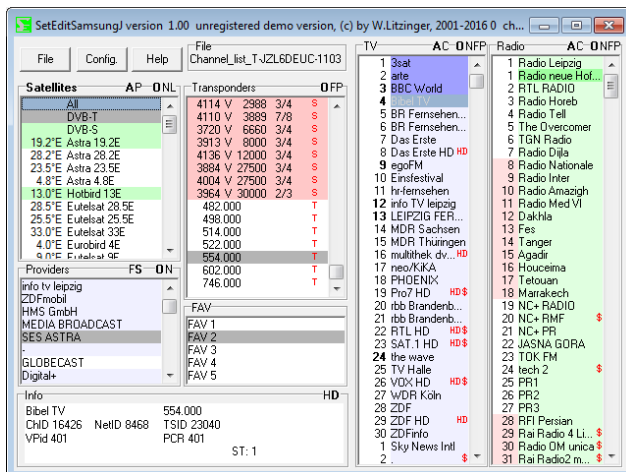 SetEditSamsungJ version 1.00 unregistered demo version, (c) by W.Litzinger, 2001-2016 0 ch...
File
Config.
Help
File
Channel_list_T-JZL6DEUC-1103
Satellites AP ONL
All
DVB-T
DVB-S
19.2°E Astra 19.2E
28.2°E Astra 28.2E
23.5°E Astra 23.5E
4.8°E Astra 4.8E
13.0°E Hotbird 13E
28.5°E Eutelsat 28.5E
25.5°E Eutelsat 25.5E
33.0°E Eutelsat 33E
4.0°E Eurobird 4E
9.0°E Eutelsat 9E
Transponders OFP
4114 V 2988 3/4 S
4110 V 3889 7/8 S
3720 V 6660 3/4 S
3913 V 8000 3/4 S
4136 V 12000 3/4 S
3884 V 27500 3/4 S
4004 V 27500 3/4 S
3964 V 30000 2/3 S
482.000 T
498.000 T
514.000 T
522.000 T
554.000 T
602.000 T
746.000 T
Providers FS ON
info tv leipzig
ZDFmobil
HMS GmbH
MEDIA BROADCAST
SES ASTRA
-
GLOBECAST
Digital+
FAV
FAV 1
FAV 2
FAV 3
FAV 4
FAV 5
Info HD
Bibel TV 554.000
ChID 16426 NetID 8468 TSID 23040
VPid 401 PCR 401
ST: 1
TV AC ONFP
1 3sat
2 arte
3 BBC World
4 Bibel TV
5 BR Fernsehen...
6 BR Fernsehen...
7 Das Erste
8 Das Erste HD HD
9 egoFM
10 Einsfestival
11 hr-fernsehen
12 info TV leipzig
13 LEIPZIG FER...
14 MDR Sachsen
15 MDR Thüringen
16 multithek dv... HD
17 neo/KiKA
18 PHOENIX
19 Pro7 HD HD$
20 rbb Brandenb...
21 rbb Brandenb...
22 RTL HD HD$
23 SAT.1 HD HD$
24 the wave
25 TV Halle
26 VOX HD HD$
27 WDR Köln
28 ZDF
29 ZDF HD HD
30 ZDFinfo
1 Sky News Intl
2 . $
Radio AC ONFP
1 Radio Leipzig
1 Radio neue Hof...
2 RTL RADIO
3 Radio Horeb
4 Radio Tell
5 The Overcomer
6 TGN Radio
7 Radio Dijla
8 Radio Nationale
9 Radio Inter
10 Radio Amazigh
11 Radio Med VI
12 Dakhla
13 Fes
14 Tanger
15 Agadir
16 Houceima
17 Tetouan
18 Marrakech
19 NC+ RADIO
20 NC+ RMF $
21 NC+ PR
22 JASNA GORA
23 TOK FM
24 tech 2 $
25 PR1
26 PR2
27 PR3
28 RFI Persian
29 Rai Radio 4 Li... $
30 Radio OM unica $
31 Rai Radio2 m... $